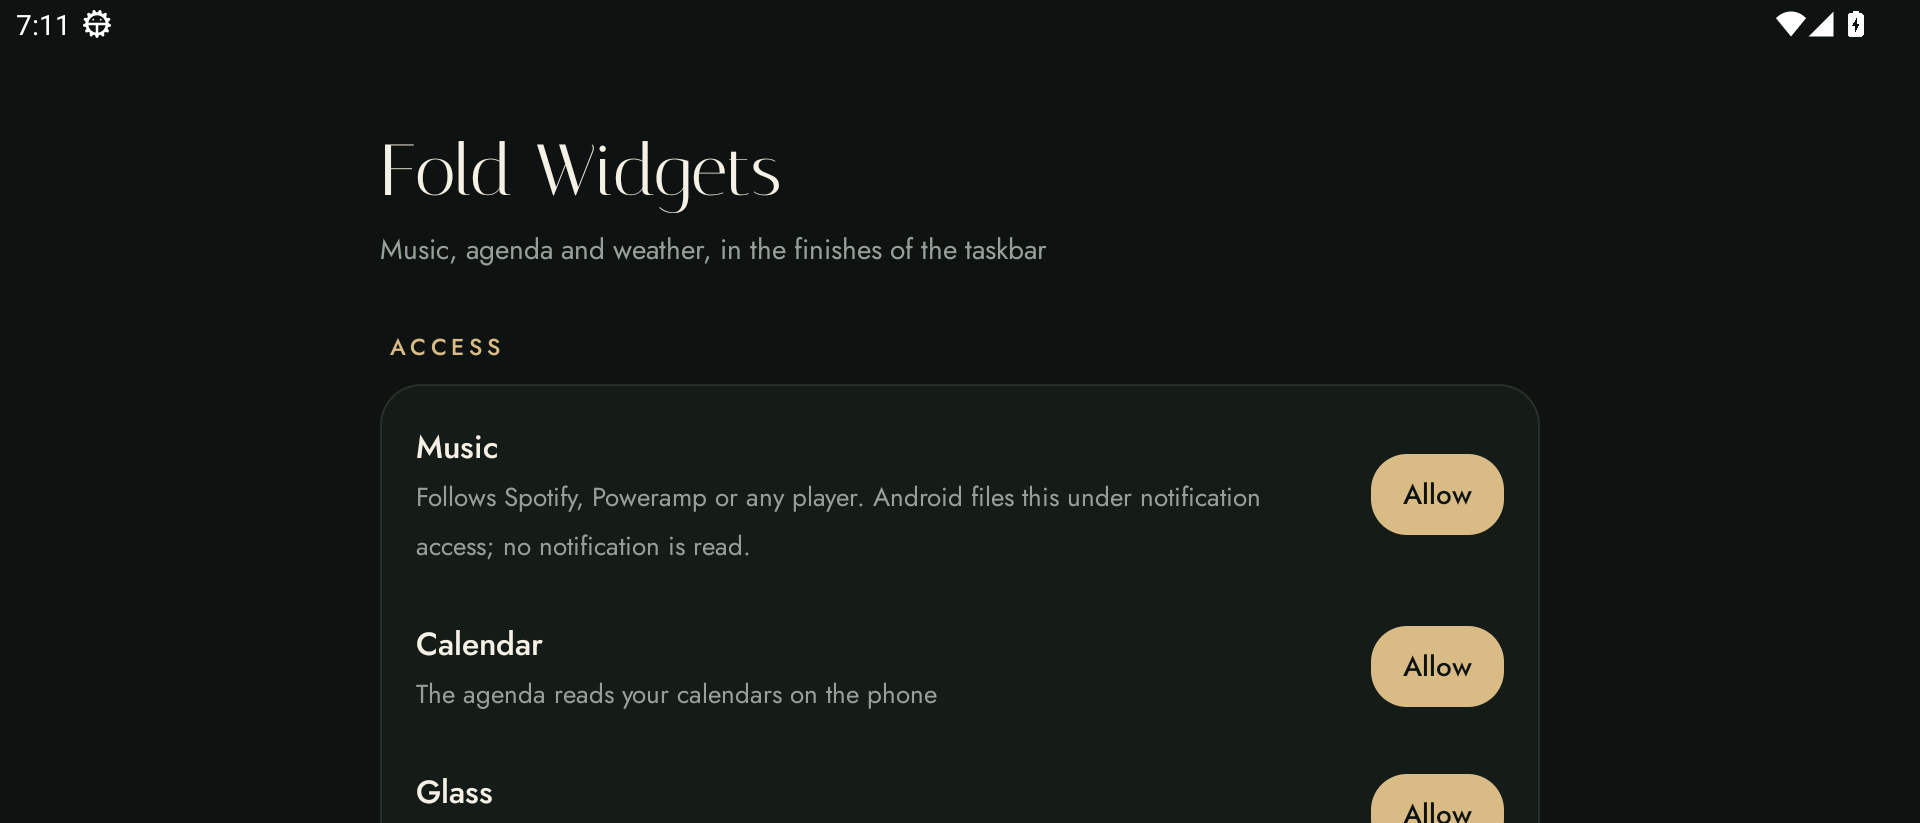 7:11
Fold Widgets
Music, agenda and weather, in the finishes of the taskbar
ACCESS
Music
Follows Spotify, Poweramp or any player. Android files this under notification
access; no notification is read.
Allow
Calendar
The agenda reads your calendars on the phone
Allow
Glass
Allow